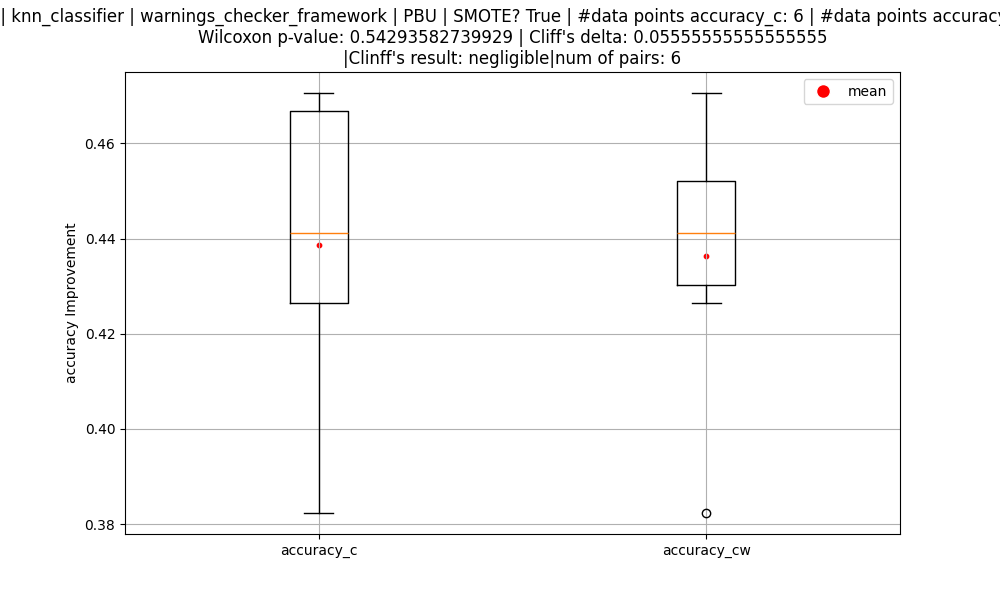 | knn_classifier | warnings_checker_framework | PBU | SMOTE? True | #data points accuracy_c: 6 | #data points accuracy
Wilcoxon p-value: 0.54293582739929 | Cliff's delta: 0.05555555555555555
|Clinff's result: negligible|num of pairs: 6
mean
accuracy Improvement
0.46
0.44
0.42
0.40
0.38
accuracy_c
accuracy_cw